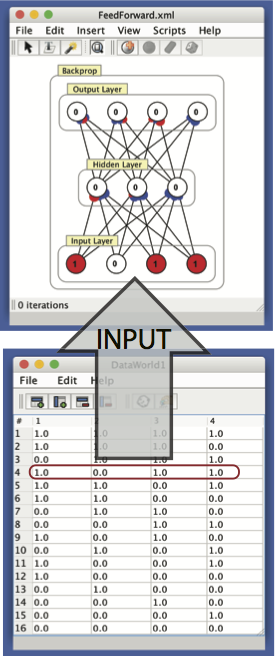 FeedForward.xml
File Edit Insert View Scripts Help
Backprop
Output Layer
0 0 0 0
Hidden Layer
0 0 0
Input Layer
1 0 1 1
0 iterations
INPUT
DataWorld1
File Edit Help
# 1 3 4
1 1.0 1.0 1.0 1.0
2 1.0 1.0 1.0 0.0
3 0.0 1.0 1.0 1.0
4 1.0 0.0 1.0 1.0
5 1.0 1.0 0.0 1.0
6 1.0 1.0 0.0 0.0
7 1.0 0.0 0.0 0.0
8 0.0 0.0 1.0 1.0
9 1.0 0.0 1.0 0.0
10 0.0 1.0 0.0 1.0
11 1.0 0.0 0.0 1.0
12 0.0 0.0 0.0 0.0
13 0.0 1.0 0.0 0.0
14 0.0 0.0 1.0 0.0
15 0.0 0.0 0.0 1.0
16 0.0 0.0 0.0 0.0